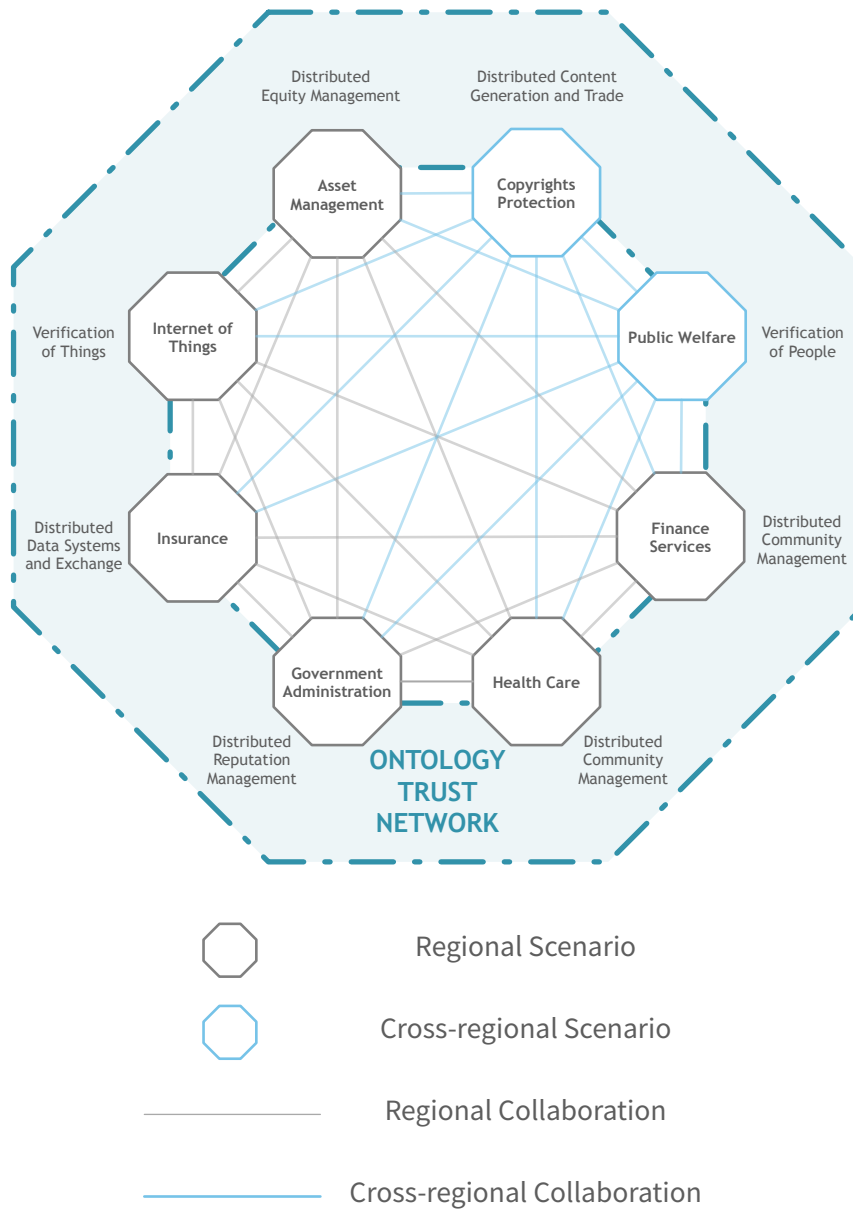 Distributed
Equity Management
Distributed Content
Generation and Trade
Asset
Management
Copyrights
Protection
Verification
of Things
Internet of
Things
Public Welfare
Verification
of People
Distributed
Data Systems
and Exchange
Insurance
Finance
Services
Distributed
Community
Management
Government
Administration
Health Care
Distributed
Reputation
Management
ONTOLOGY
TRUST
NETWORK
Distributed
Community
Management
Regional Scenario
Cross-regional Scenario
Regional Collaboration
Cross-regional Collaboration